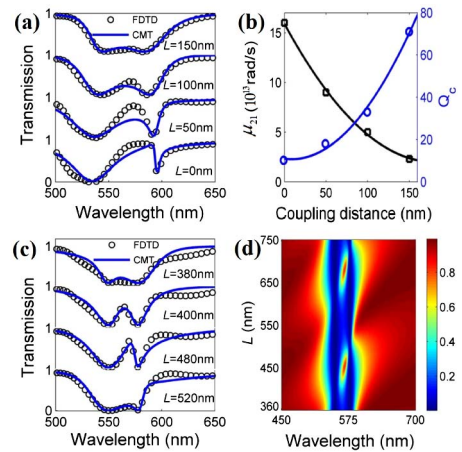 (a)
FDTD
CMT
L=150nm
L=100nm
L=50nm
L=0nm
1
1
1
1
0
Transmission
500 550 600 650
Wavelength (nm)
(b)
μ21 (10^13 rad/s)
15
10
5
0
80
60
40
20
0
Qc
0 50 100 150
Coupling distance (nm)
(c)
FDTD
CMT
L=380nm
L=400nm
L=480nm
L=520nm
1
1
1
1
0
Transmission
500 550 600 650
Wavelength (nm)
(d)
750
650
550
450
360
L (nm)
450 575 700
Wavelength (nm)
0.8
0.6
0.4
0.2